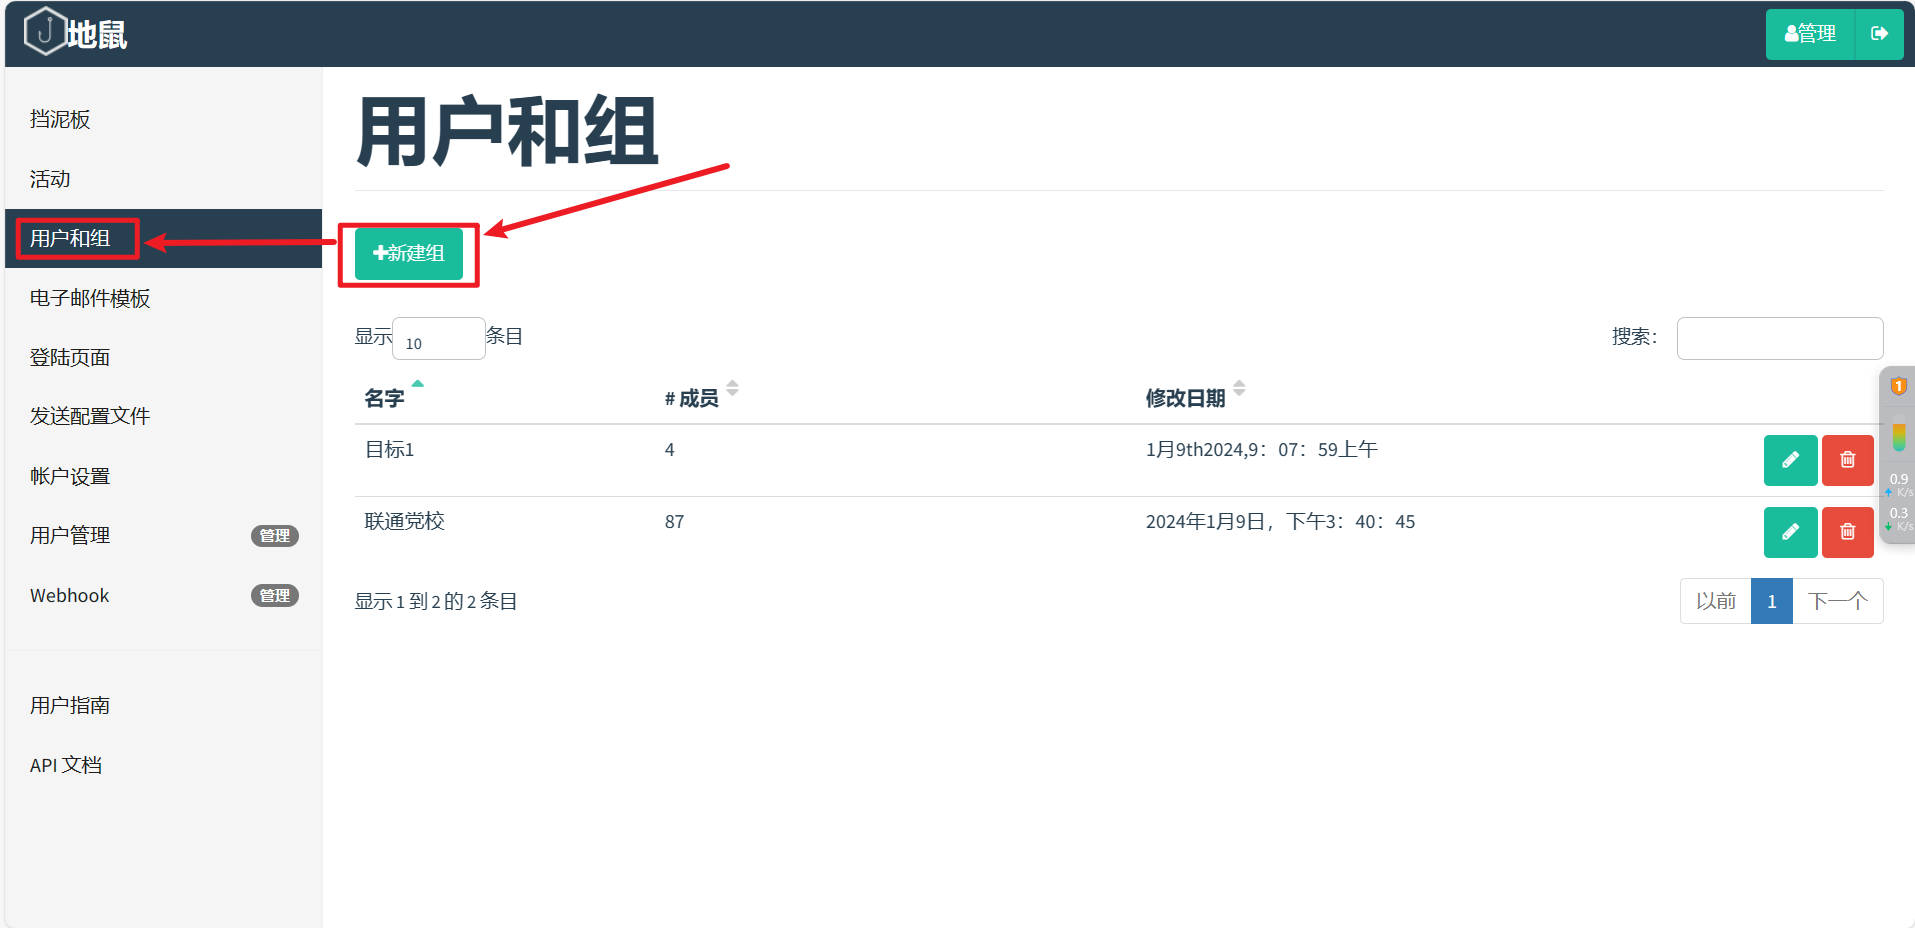 地鼠
管理
挡泥板
活动
用户和组
电子邮件模板
登陆页面
发送配置文件
帐户设置
用户管理 管理
Webhook 管理
用户指南
API 文档
用户和组
新建组
显示 10 条目
搜索：
名字 # 成员 修改日期
目标1 4 1月9th2024,9：07：59上午
联通党校 87 2024年1月9日，下午3：40：45
显示 1 到 2 的 2 条目
以前 1 下一个
1
0.9
K/s
0.3
K/s